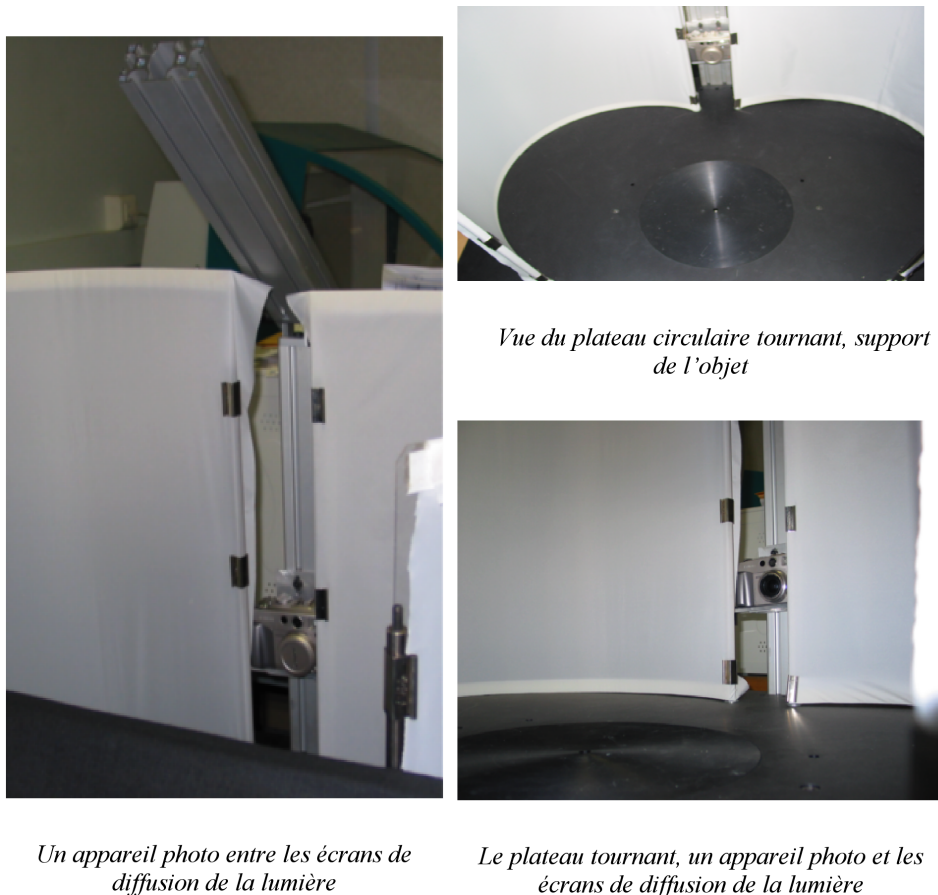 Vue du plateau circulaire tournant, support
de l’objet
Un appareil photo entre les écrans de
diffusion de la lumière
Le plateau tournant, un appareil photo et les
écrans de diffusion de la lumière